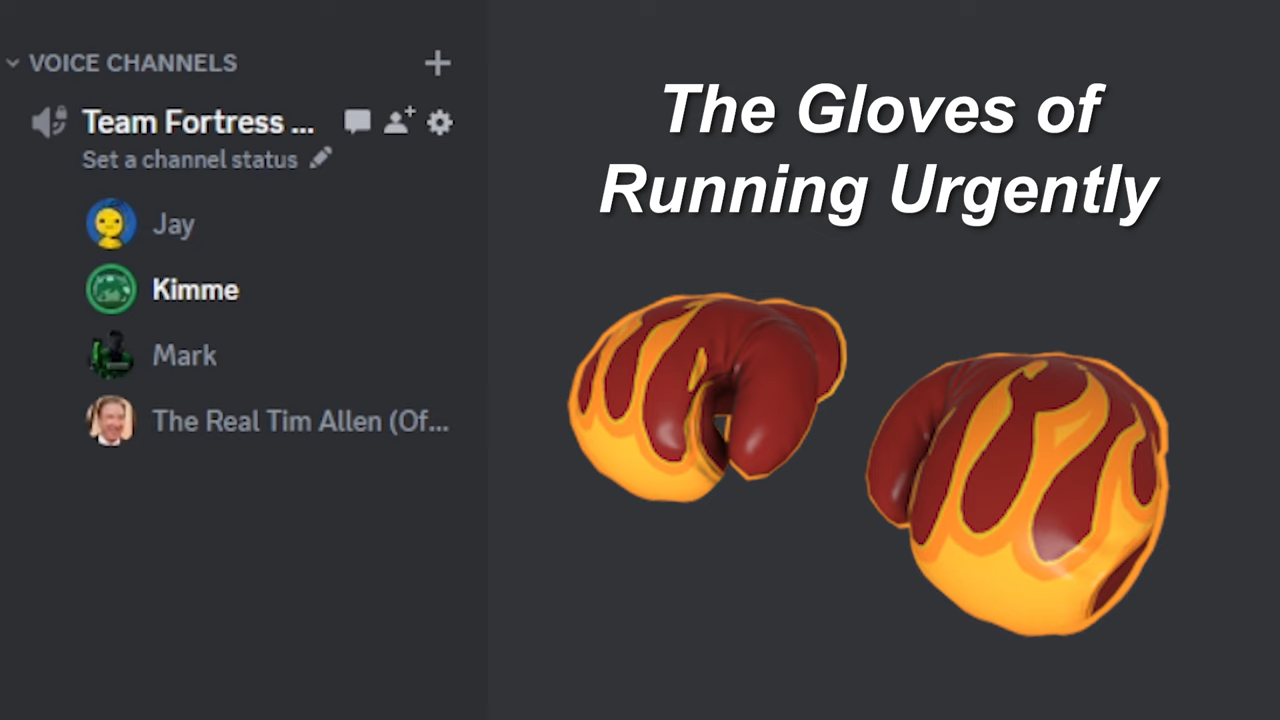 VOICE CHANNELS
Team Fortress ...
Set a channel status
Jay
Kimme
Mark
The Real Tim Allen (Of...
The Gloves of
Running Urgently